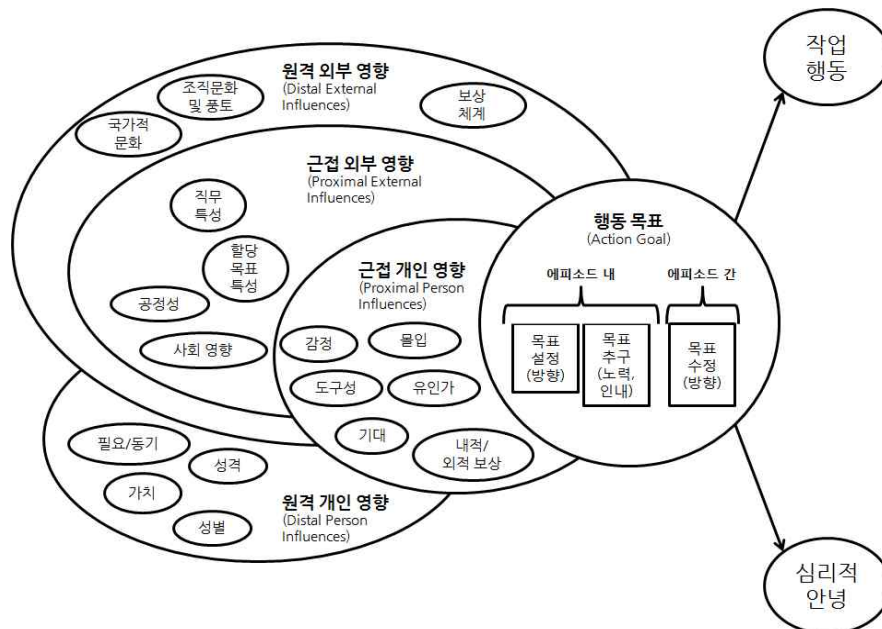 작업
행동
원격 외부 영향
(Distal External
Influences)
조직문화
및 풍토
보상
체계
국가적
문화
근접 외부 영향
(Proximal External
Influences)
직무
특성
할당
목표
특성
공정성
사회 영향
근접 개인 영향
(Proximal Person
Influences)
감정
몰입
도구성
유인가
기대
내적/
외적 보상
행동 목표
(Action Goal)
에피소드 내
에피소드 간
목표
설정
(방향)
목표
추구
(노력,
인내)
목표
수정
(방향)
필요/동기
성격
가치
성별
원격 개인 영향
(Distal Person
Influences)
심리적
안녕